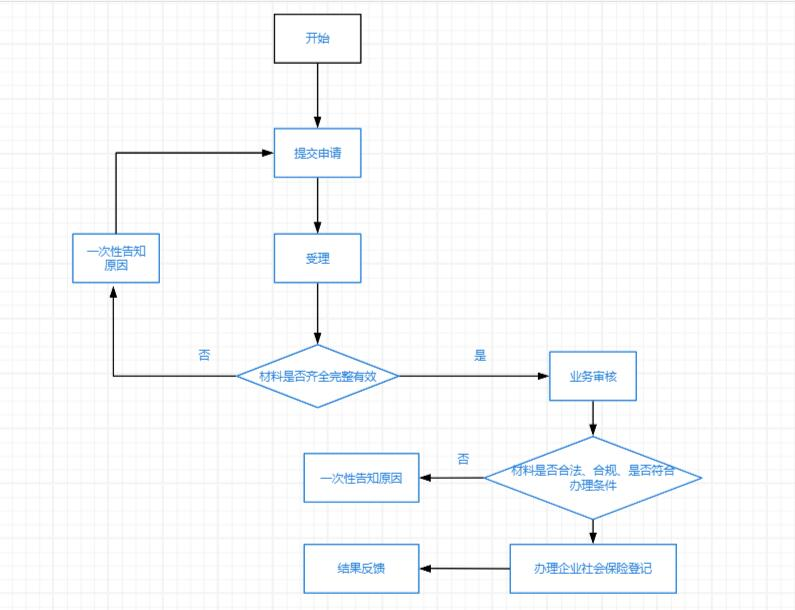 开始
提交申请
一次性告知
原因
受理
否
是
材料是否齐全完整有效
业务审核
否
材料是否合法、合规、是否符合
办理条件
一次性告知原因
结果反馈
办理企业社会保险登记